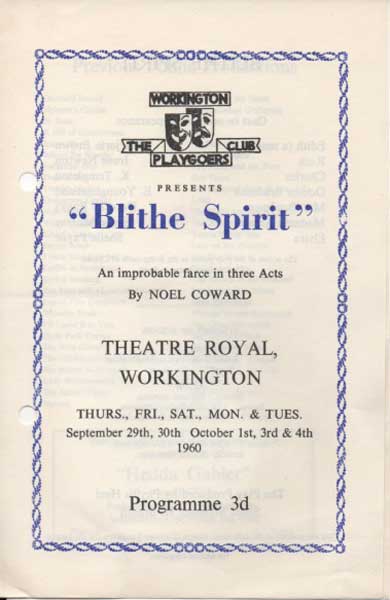 WORKINGTON
THE CLUB
PLAYGOERS
PRESENTS
“Blithe Spirit”
An improbable farce in three Acts
By NOEL COWARD
THEATRE ROYAL,
WORKINGTON
THURS., FRI., SAT., MON. & TUES.
September 29th, 30th October 1st, 3rd & 4th
1960
Programme 3d